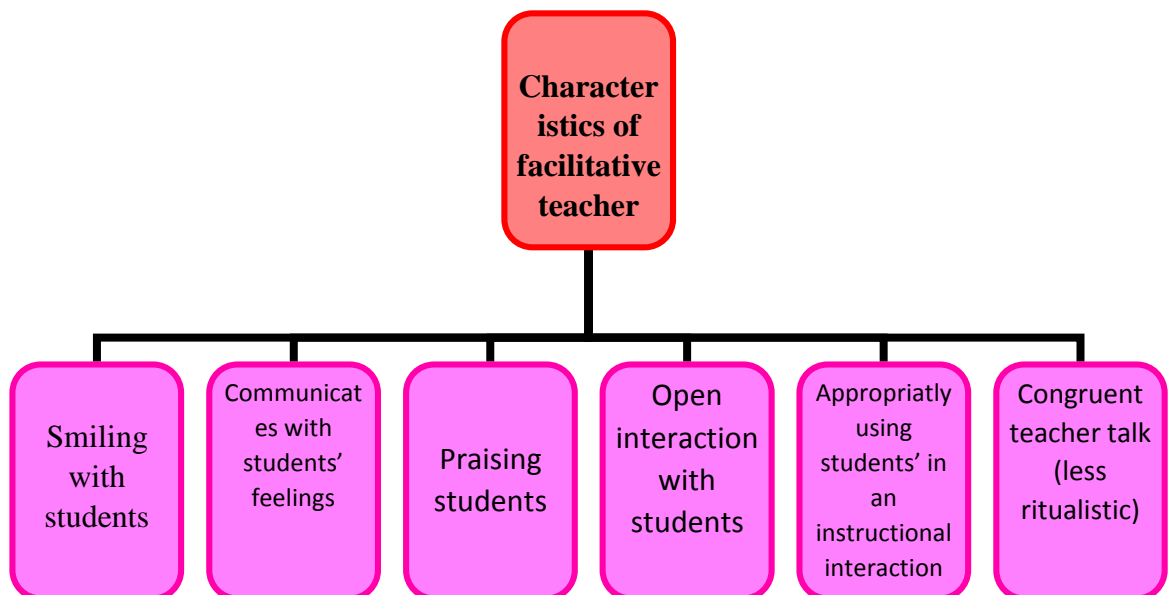 Character
istics of
facilitative
teacher
Smiling
with
students
Communicat
es with
students’
feelings
Praising
students
Open
interaction
with
students
Appropriatly
using
students’ in
an
instructional
interaction
Congruent
teacher talk
(less
ritualistic)